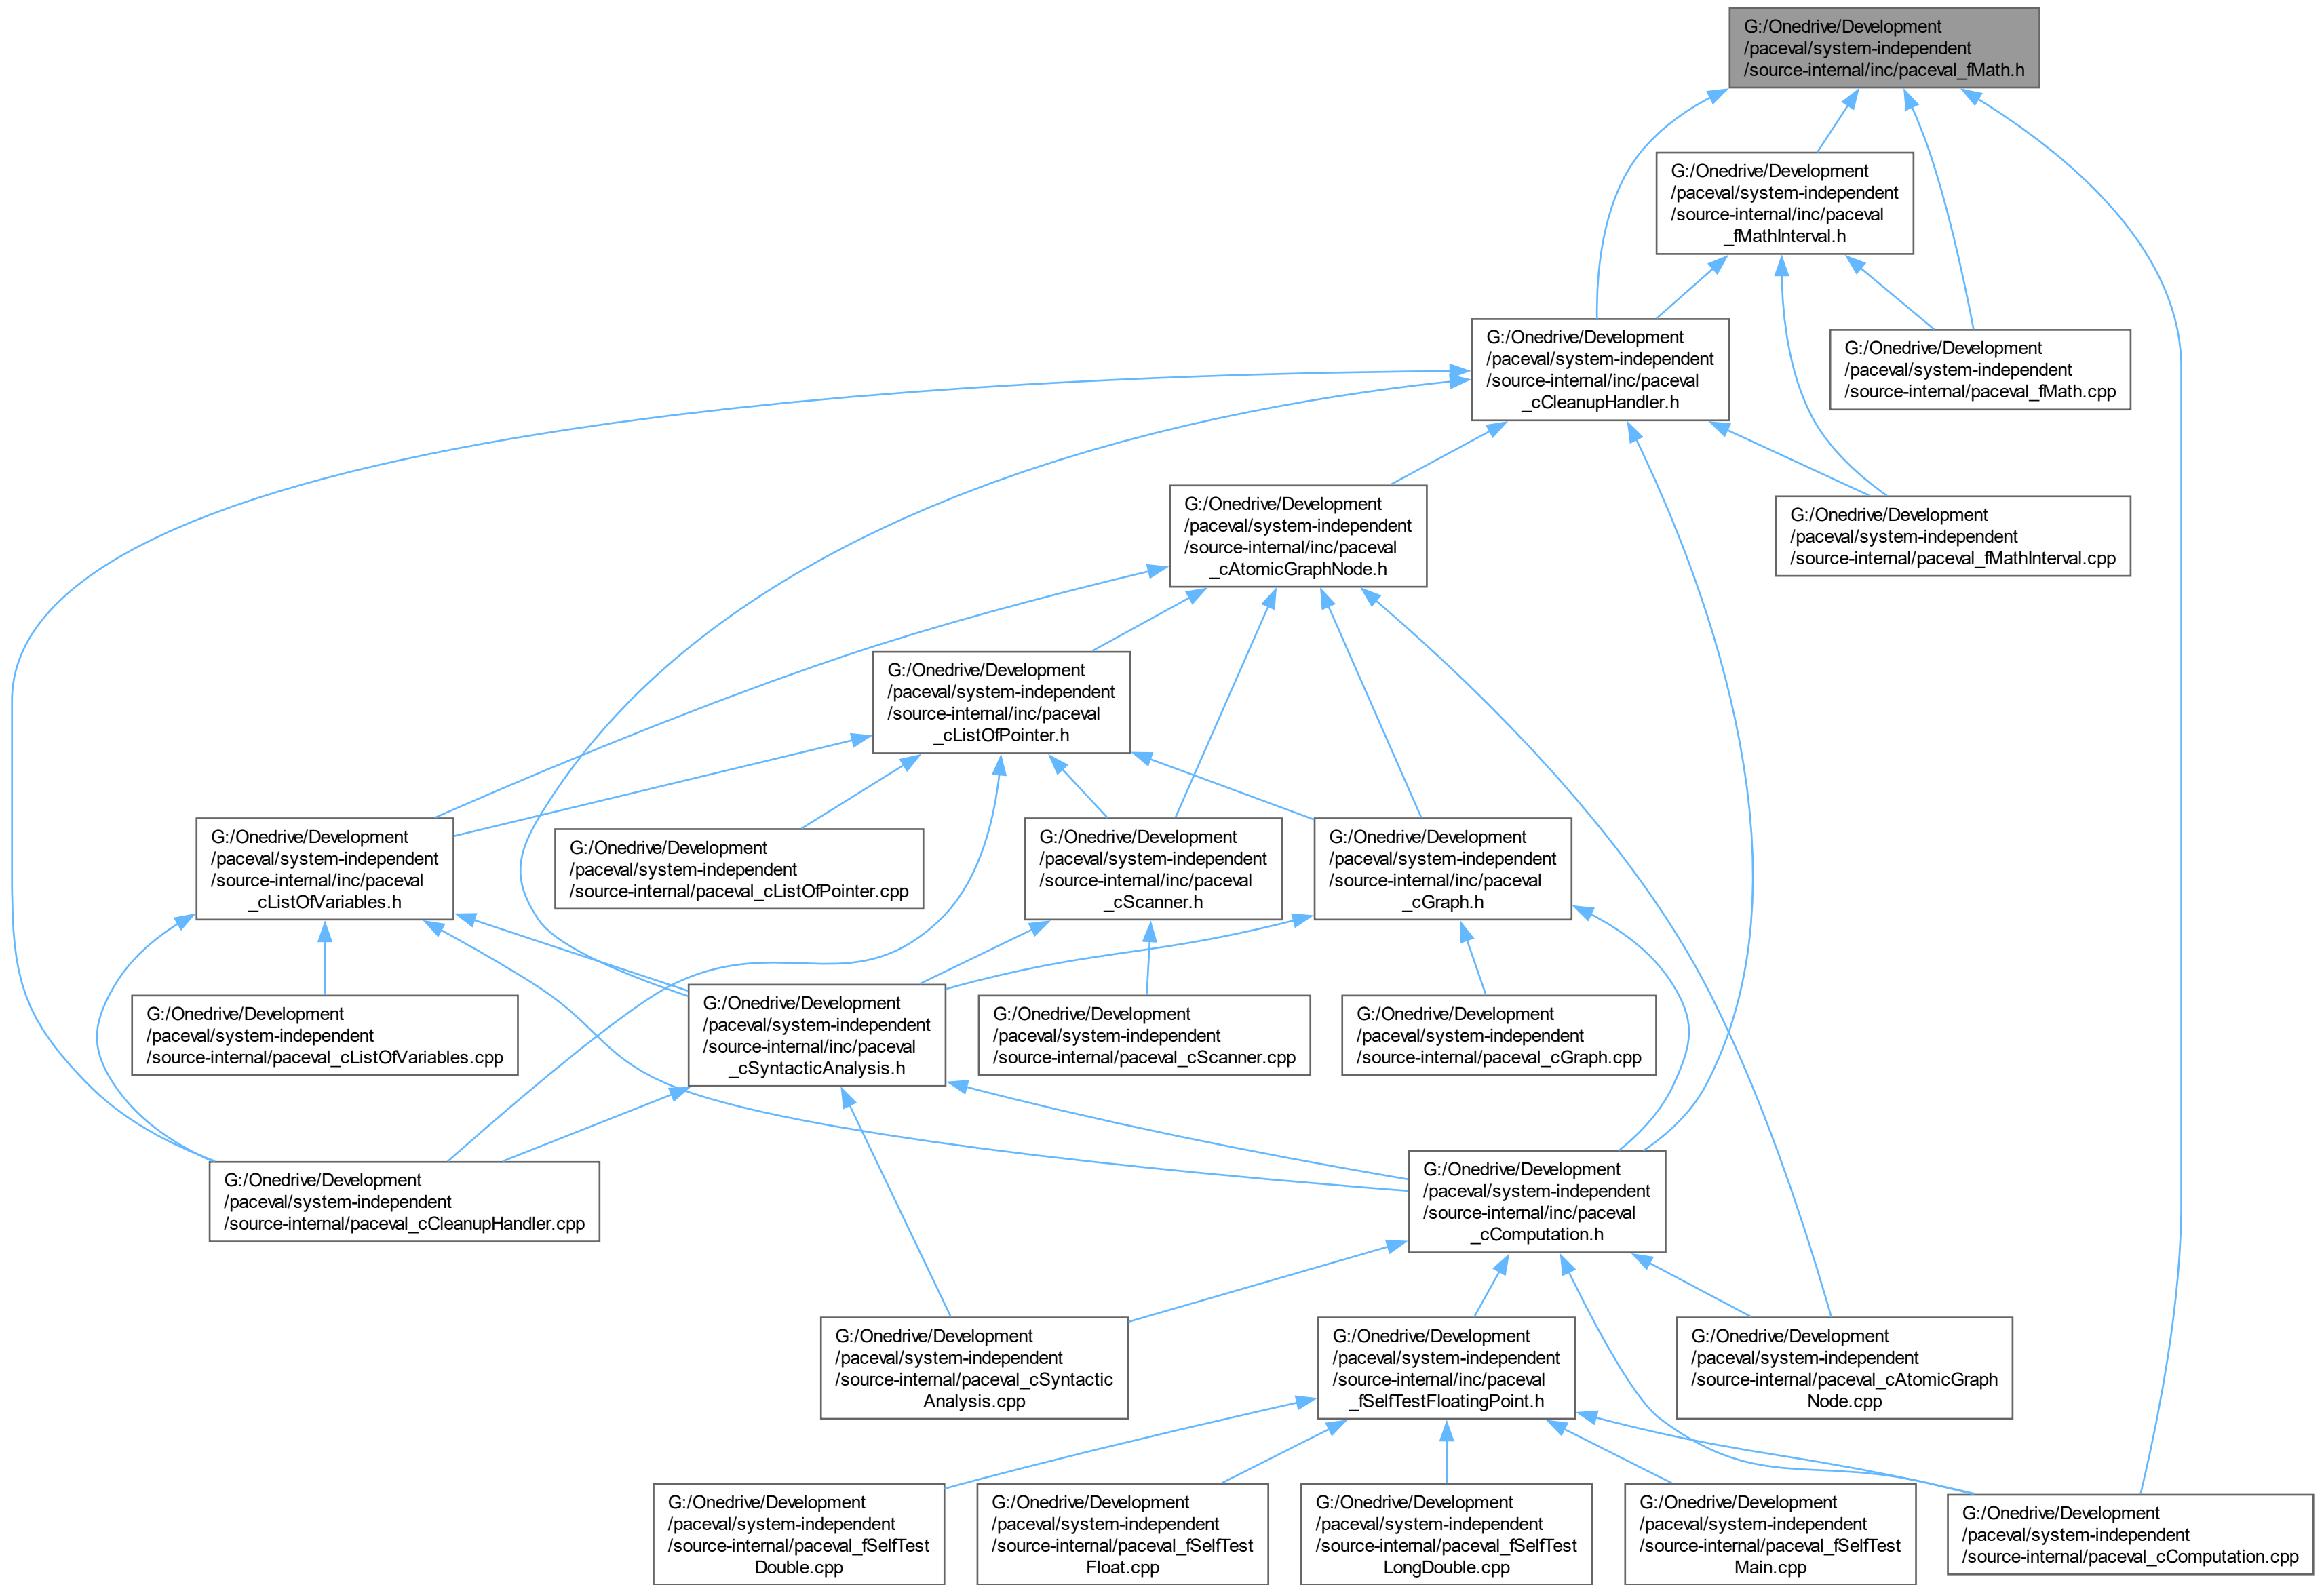 G:/Onedrive/Development
/paceval/system-independent
/source-internal/inc/paceval_fMath.h
G:/Onedrive/Development
/paceval/system-independent
/source-internal/inc/paceval
_fMathInterval.h
G:/Onedrive/Development
/paceval/system-independent
/source-internal/inc/paceval
_cCleanupHandler.h
G:/Onedrive/Development
/paceval/system-independent
/source-internal/paceval_fMath.cpp
G:/Onedrive/Development
/paceval/system-independent
/source-internal/inc/paceval
_cAtomicGraphNode.h
G:/Onedrive/Development
/paceval/system-independent
/source-internal/paceval_fMathInterval.cpp
G:/Onedrive/Development
/paceval/system-independent
/source-internal/inc/paceval
_cListOfPointer.h
G:/Onedrive/Development
/paceval/system-independent
/source-internal/inc/paceval
_cListOfVariables.h
G:/Onedrive/Development
/paceval/system-independent
/source-internal/paceval_cListOfPointer.cpp
G:/Onedrive/Development
/paceval/system-independent
/source-internal/inc/paceval
_cScanner.h
G:/Onedrive/Development
/paceval/system-independent
/source-internal/inc/paceval
_cGraph.h
G:/Onedrive/Development
/paceval/system-independent
/source-internal/paceval_cListOfVariables.cpp
G:/Onedrive/Development
/paceval/system-independent
/source-internal/inc/paceval
_cSyntacticAnalysis.h
G:/Onedrive/Development
/paceval/system-independent
/source-internal/paceval_cScanner.cpp
G:/Onedrive/Development
/paceval/system-independent
/source-internal/paceval_cGraph.cpp
G:/Onedrive/Development
/paceval/system-independent
/source-internal/paceval_cCleanupHandler.cpp
G:/Onedrive/Development
/paceval/system-independent
/source-internal/inc/paceval
_cComputation.h
G:/Onedrive/Development
/paceval/system-independent
/source-internal/paceval_cSyntactic
Analysis.cpp
G:/Onedrive/Development
/paceval/system-independent
/source-internal/inc/paceval
_fSelfTestFloatingPoint.h
G:/Onedrive/Development
/paceval/system-independent
/source-internal/paceval_cAtomicGraph
Node.cpp
G:/Onedrive/Development
/paceval/system-independent
/source-internal/paceval_fSelfTest
Double.cpp
G:/Onedrive/Development
/paceval/system-independent
/source-internal/paceval_fSelfTest
Float.cpp
G:/Onedrive/Development
/paceval/system-independent
/source-internal/paceval_fSelfTest
LongDouble.cpp
G:/Onedrive/Development
/paceval/system-independent
/source-internal/paceval_fSelfTest
Main.cpp
G:/Onedrive/Development
/paceval/system-independent
/source-internal/paceval_cComputation.cpp